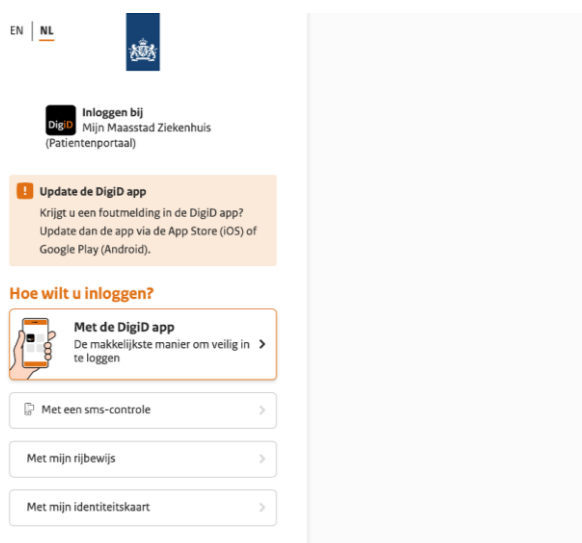 EN | NL
DigiD
Inloggen bij
Mijn Maasstad Ziekenhuis
(Patientenportaal)
! Update de DigiD app
Krijgt u een foutmelding in de DigiD app?
Update dan de app via de App Store (iOS) of
Google Play (Android).
Hoe wilt u inloggen?
Met de DigiD app
De makkelijkste manier om veilig in
te loggen
Met een sms-controle
Met mijn rijbewijs
Met mijn identiteitskaart